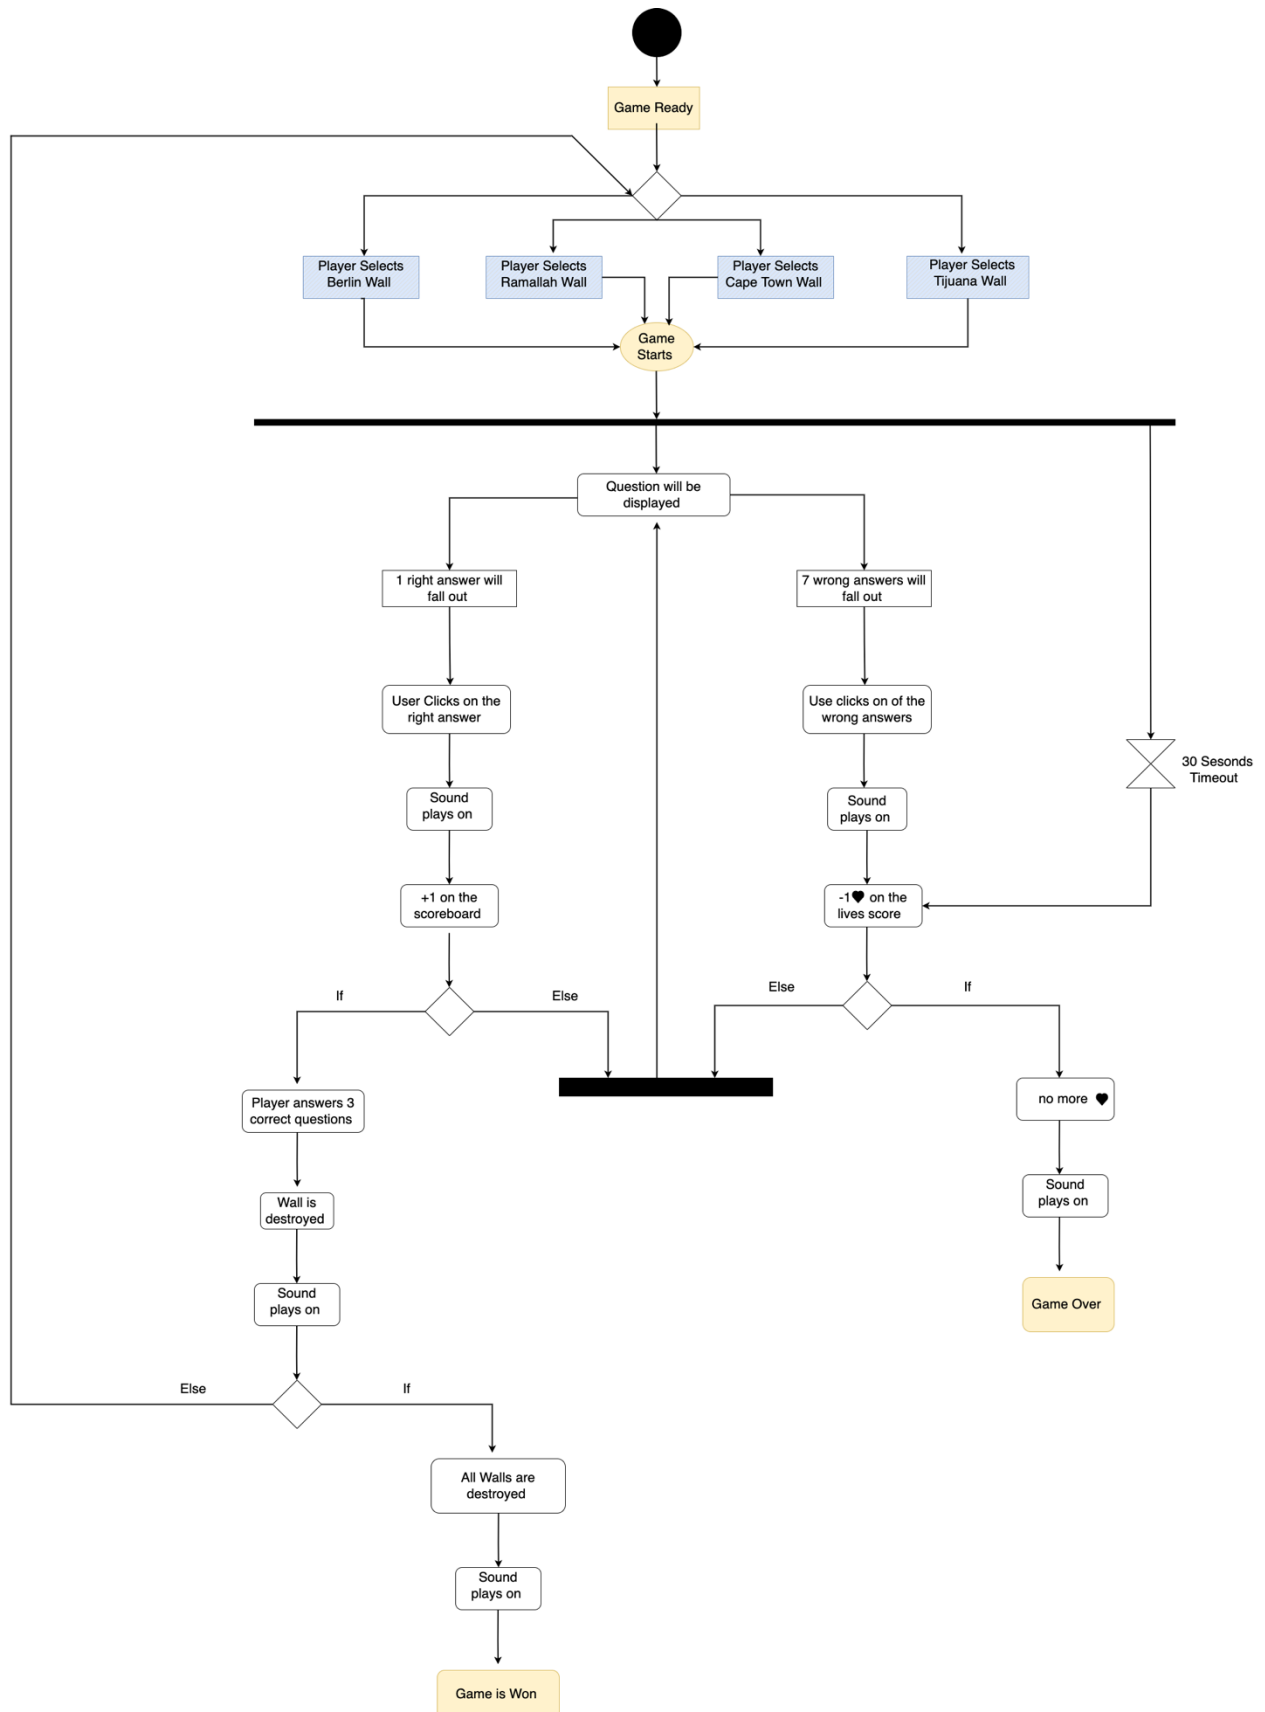 Game Ready
Player Selects
Berlin Wall
Player Selects
Ramallah Wall
Player Selects
Cape Town Wall
Player Selects
Tijuana Wall
Game
Starts
Question will be
displayed
1 right answer will
fall out
7 wrong answers will
fall out
User Clicks on the
right answer
Use clicks on of the
wrong answers
30 Sesonds
Timeout
Sound
plays on
Sound
plays on
+1 on the
scoreboard
-1♥ on the
lives score
If
Else
Else
If
Player answers 3
correct questions
no more ♥
Wall is
destroyed
Sound
plays on
Sound
plays on
Game Over
Else
If
All Walls are
destroyed
Sound
plays on
Game is Won